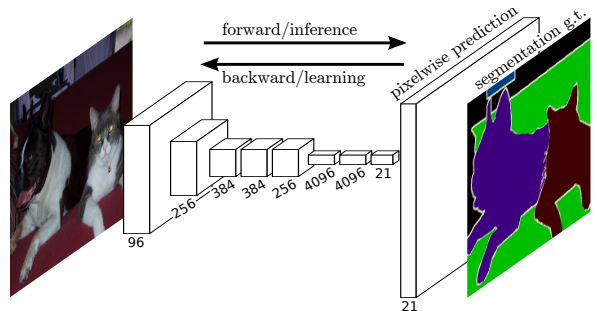 forward/inference
backward/learning
pixelwise prediction
segmentation g.t.
96
256
384
384
256
4096
4096
21
21